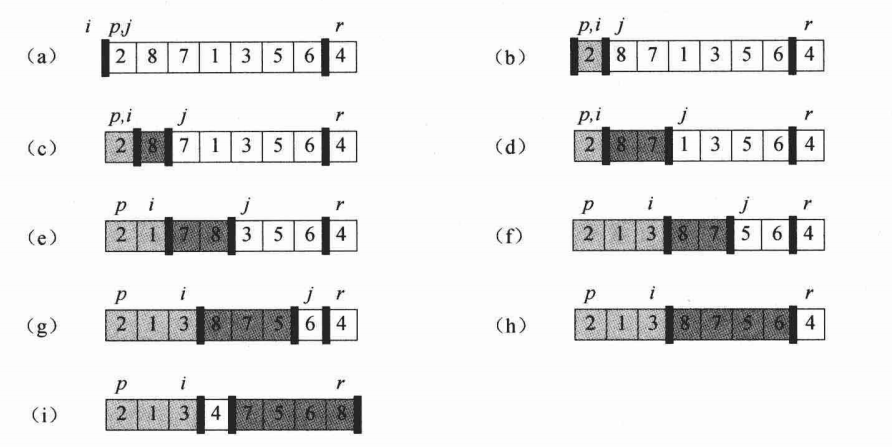 i p,j r
(a) 2 8 7 1 3 5 6 4
p,i j r
(b) 2 8 7 1 3 5 6 4
p,i j r
(c) 2 8 7 1 3 5 6 4
p,i j r
(d) 2 8 7 1 3 5 6 4
p i j r
(e) 2 1 7 8 3 5 6 4
p i j r
(f) 2 1 3 8 7 5 6 4
p i j r
(g) 2 1 3 8 7 5 6 4
p i r
(h) 2 1 3 8 7 5 6 4
p i r
(i) 2 1 3 4 7 5 6 8